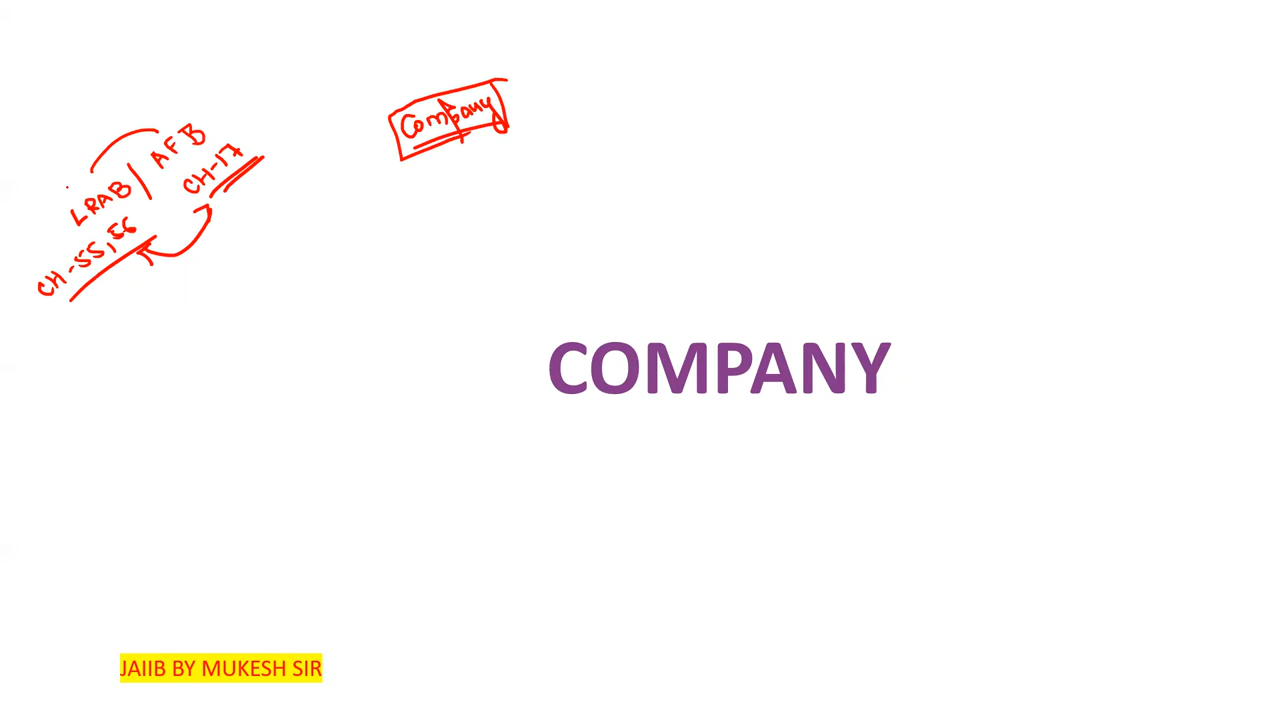 Company
LRAB / AFB
CH-55,56 CH-17
COMPANY
JAIIB BY MUKESH SIR